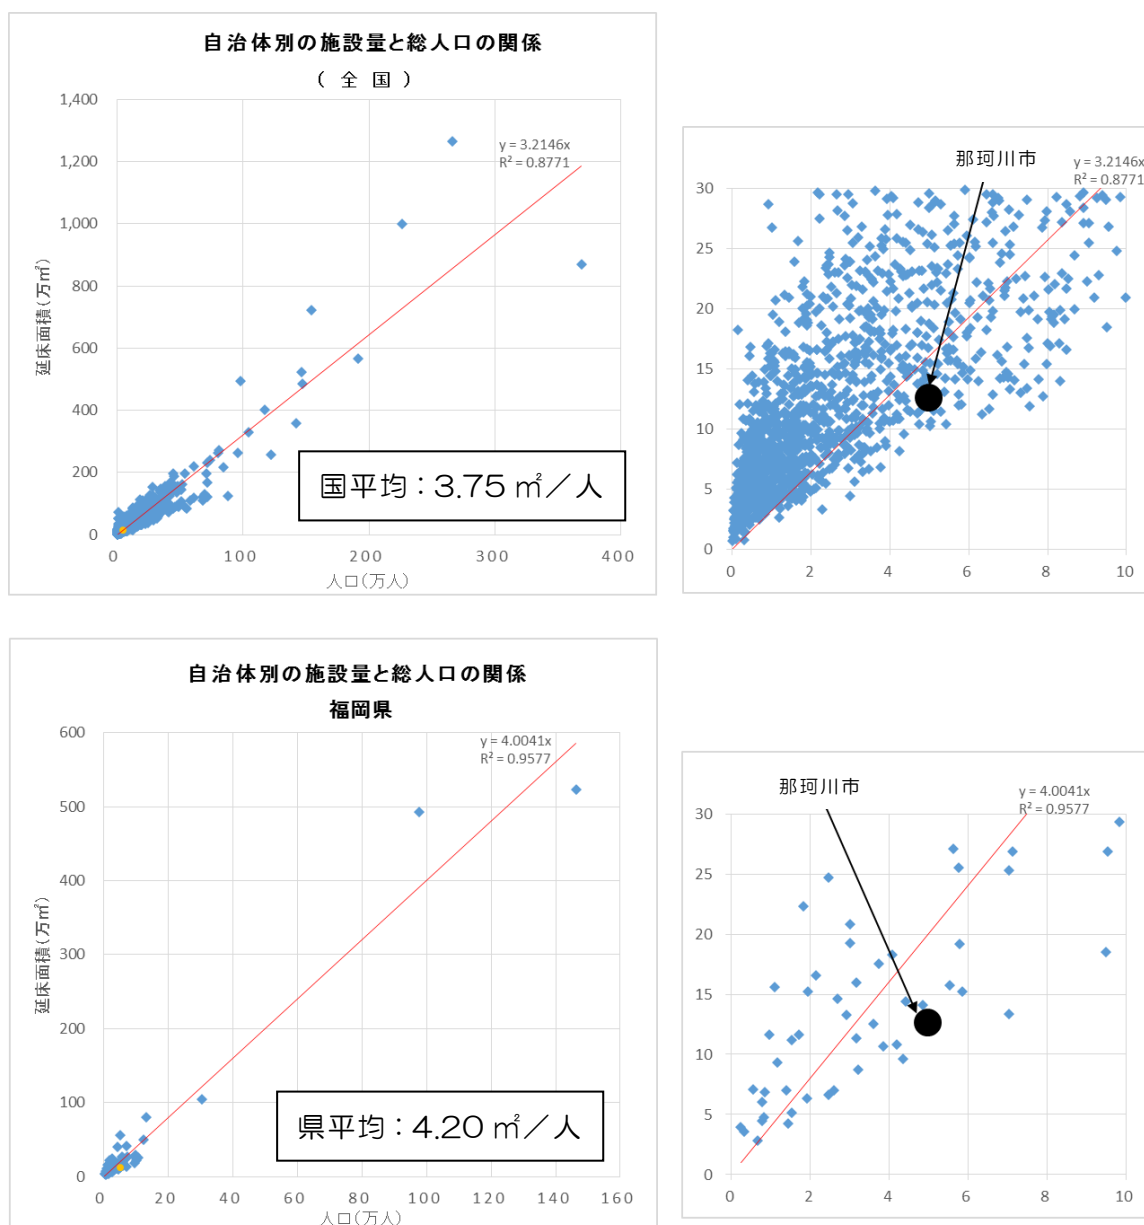 自治体別の施設量と総人口の関係
( 全 国 )
y = 3.2146x
R² = 0.8771
延床面積(万㎡)
1,400
1,200
1,000
800
600
400
200
0
0 100 200 300 400
人口(万人)
国平均:3.75 ㎡/人
那珂川市
y = 3.2146x
R² = 0.8771
30
25
20
15
10
5
0
0 2 4 6 8 10
自治体別の施設量と総人口の関係
福岡県
y = 4.0041x
R² = 0.9577
延床面積(万㎡)
600
500
400
300
200
100
0
0 20 40 60 80 100 120 140 160
人口(万人)
県平均:4.20 ㎡/人
那珂川市
y = 4.0041x
R² = 0.9577
30
25
20
15
10
5
0
0 2 4 6 8 10